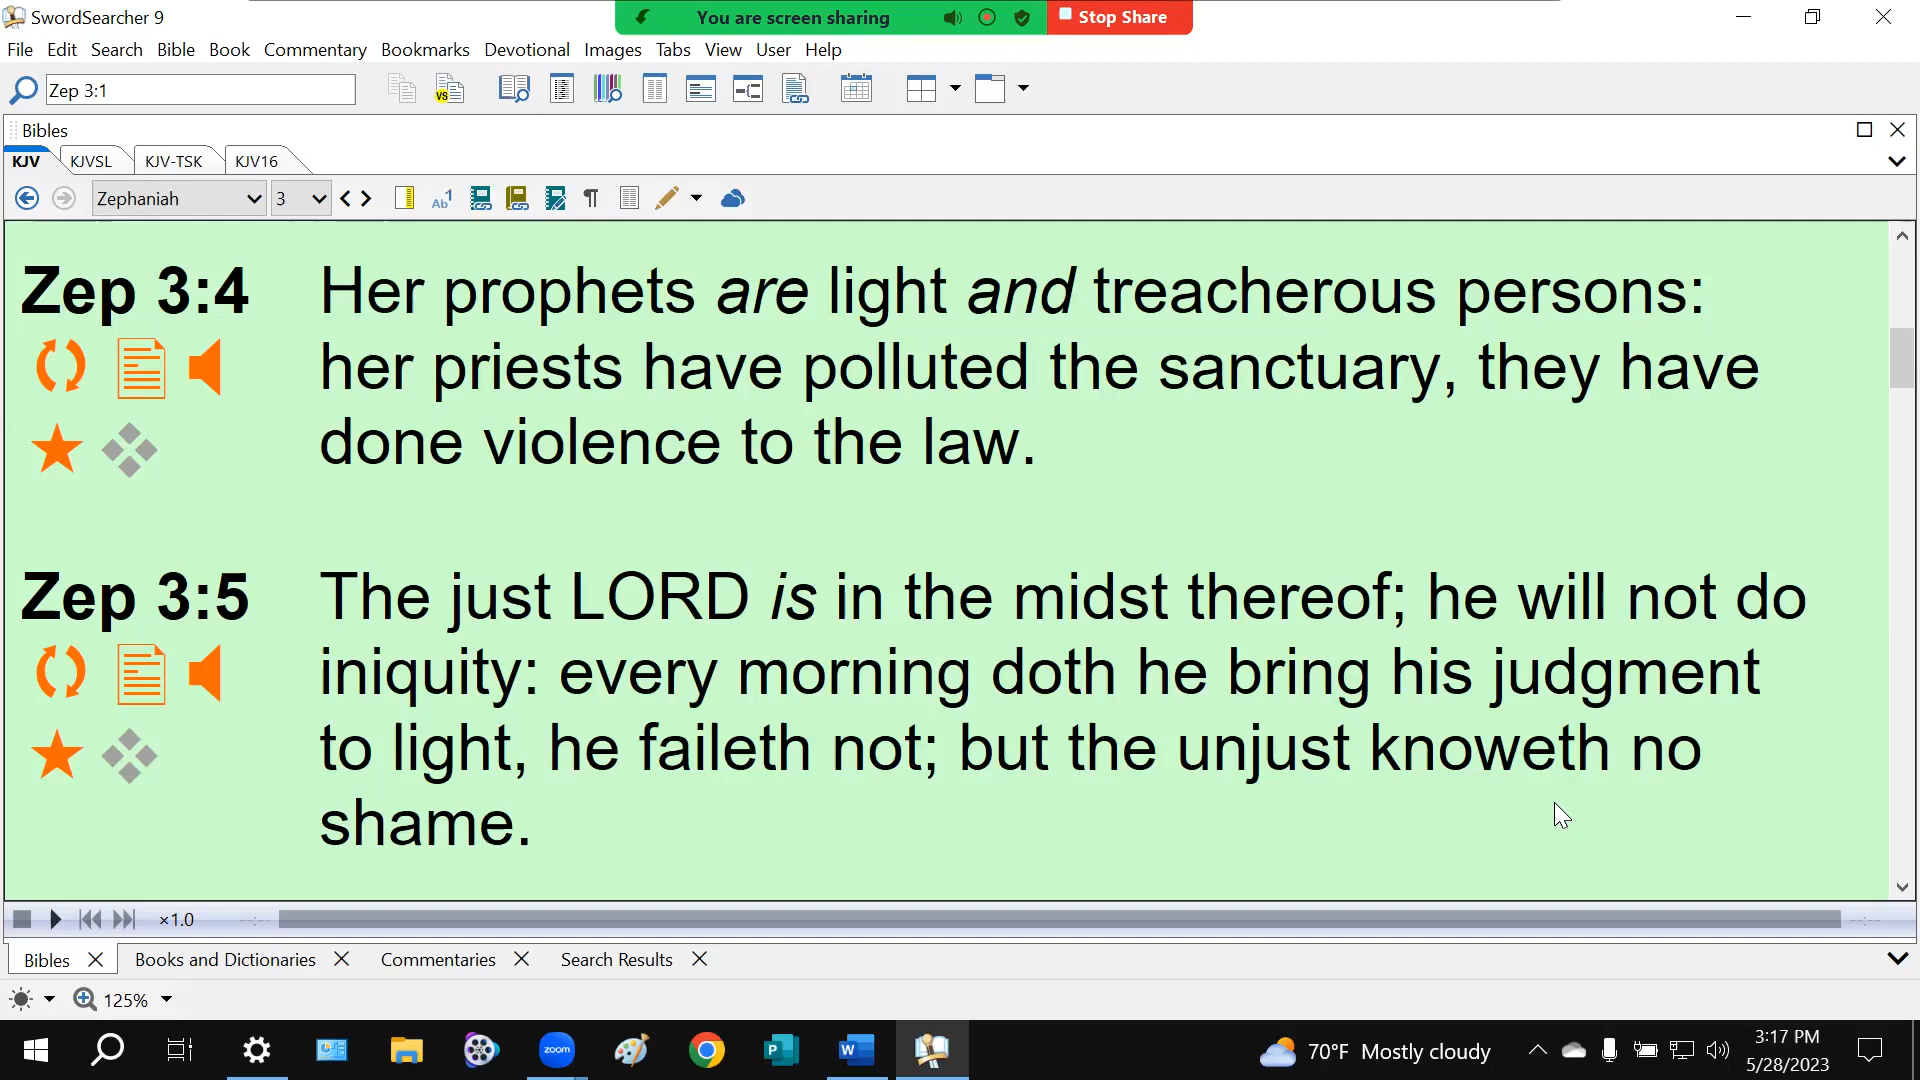 SwordSearcher 9
You are screen sharing
Stop Share
File Edit Search Bible Book Commentary Bookmarks Devotional Images Tabs View User Help
Zep 3:1
VS
Bibles
KJV KJVSL KJV-TSK KJV16
Zephaniah 3
Ab1
Zep 3:4 Her prophets are light and treacherous persons:
her priests have polluted the sanctuary, they have
done violence to the law.
Zep 3:5 The just LORD is in the midst thereof; he will not do
iniquity: every morning doth he bring his judgment
to light, he faileth not; but the unjust knoweth no
shame.
×1.0 --:-- --:--
Bibles Books and Dictionaries Commentaries Search Results
125%
zoom
P
W
70°F Mostly cloudy
3:17 PM
5/28/2023